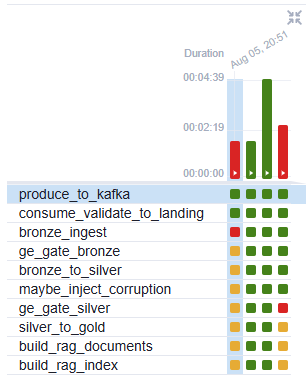 Duration
Aug 05, 20:51
00:04:39
00:02:19
00:00:00
produce_to_kafka
consume_validate_to_landing
bronze_ingest
ge_gate_bronze
bronze_to_silver
maybe_inject_corruption
ge_gate_silver
silver_to_gold
build_rag_documents
build_rag_index